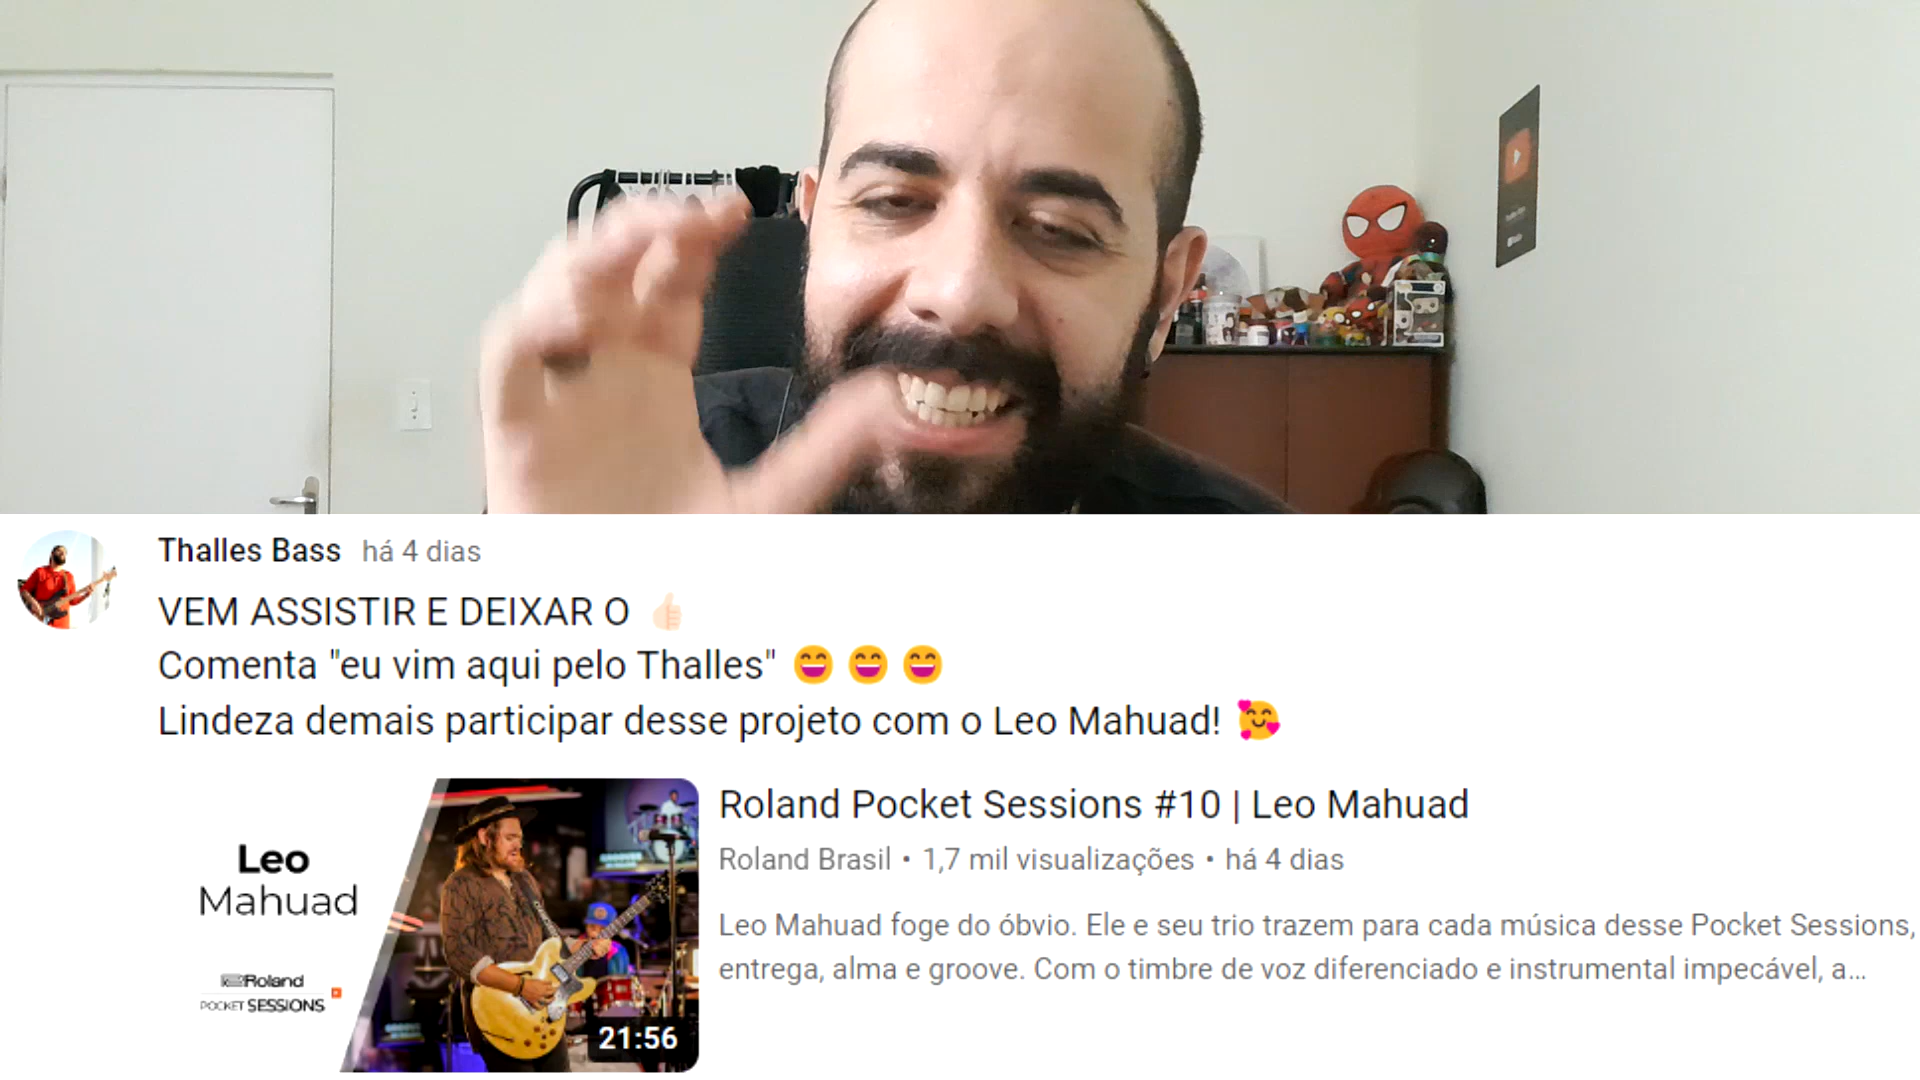 Thalles Bass há 4 dias
VEM ASSISTIR E DEIXAR O 👍🏻
Comenta "eu vim aqui pelo Thalles" 😄 😄 😄
Lindeza demais participar desse projeto com o Leo Mahuad! 🥰
Leo
Mahuad
Roland
POCKET SESSIONS
21:56
Roland Pocket Sessions #10 | Leo Mahuad
Roland Brasil • 1,7 mil visualizações • há 4 dias
Leo Mahuad foge do óbvio. Ele e seu trio trazem para cada música desse Pocket Sessions,
entrega, alma e groove. Com o timbre de voz diferenciado e instrumental impecável, a…